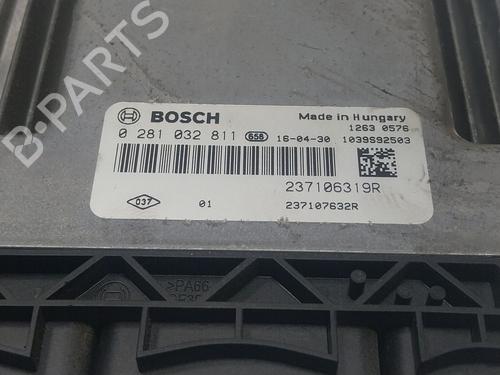 B-PARTS
BOSCH
Made in Hungary
0 281 032 811 656 16-04-30
1263 0576
1039S92503
237106319R
037 01 237107632R
>PA66